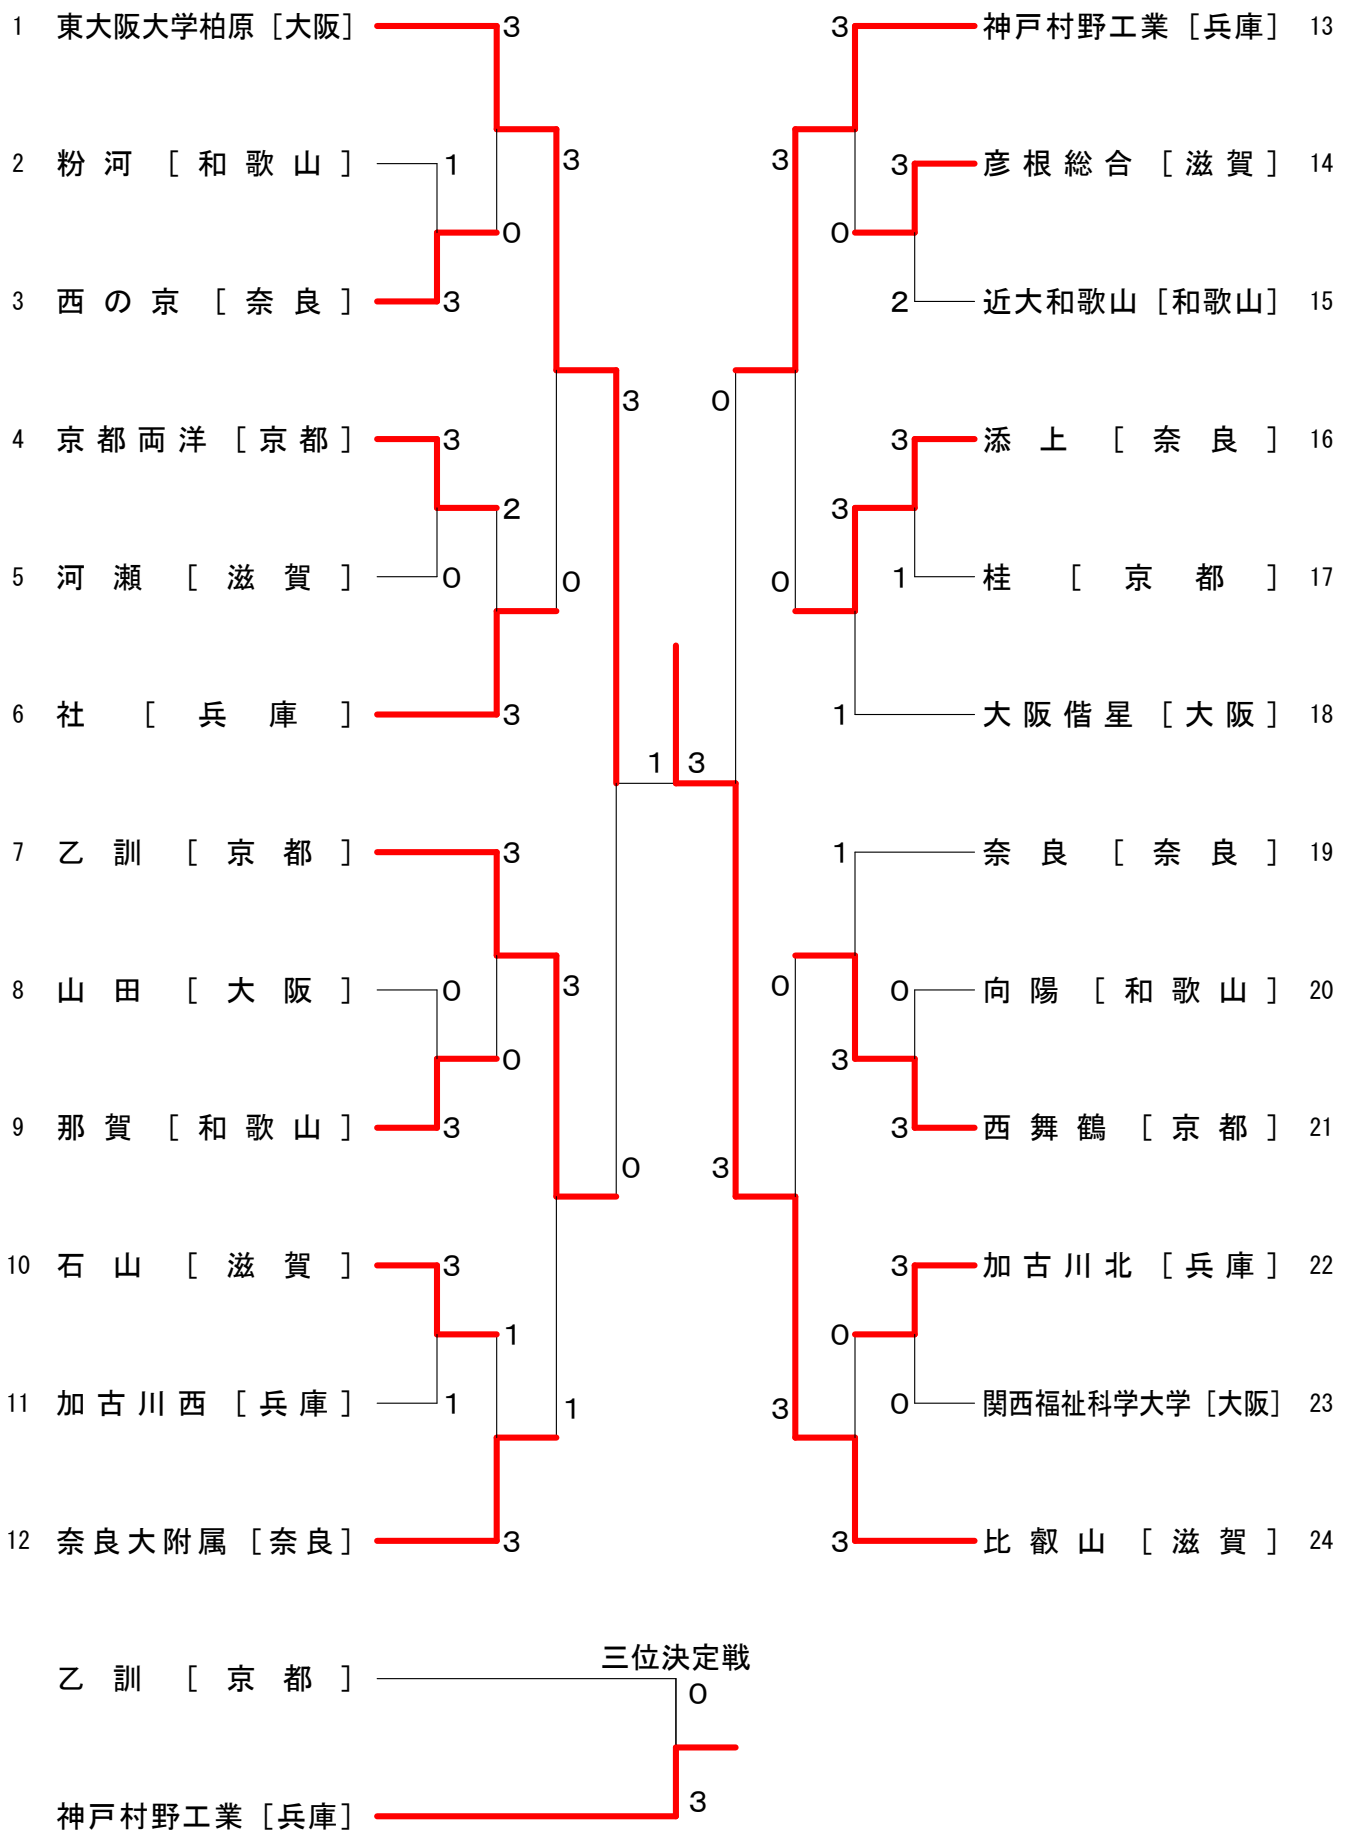 1 東大阪大学柏原 [大阪] 3
3 神戸村野工業 [兵庫] 13
2 粉河 [和歌山] 1
3
3
3 彦根総合 [滋賀] 14
0
0
3 西の京 [奈良] 3
2 近大和歌山 [和歌山] 15
3
0
4 京都両洋 [京都] 3
3 添上 [奈良] 16
2
3
5 河瀬 [滋賀] 0
0
0
1 桂 [京都] 17
6 社 [兵庫] 3
1 大阪偕星 [大阪] 18
1
3
7 乙訓 [京都] 3
1 奈良 [奈良] 19
8 山田 [大阪] 0
3
0
0 向陽 [和歌山] 20
0
3
9 那賀 [和歌山] 3
3 西舞鶴 [京都] 21
0
3
10 石山 [滋賀] 3
3 加古川北 [兵庫] 22
1
0
11 加古川西 [兵庫] 1
1
3
0 関西福祉科学大学 [大阪] 23
12 奈良大附属 [奈良] 3
3 比叡山 [滋賀] 24
三位決定戦
乙訓 [京都] 0
神戸村野工業 [兵庫] 3